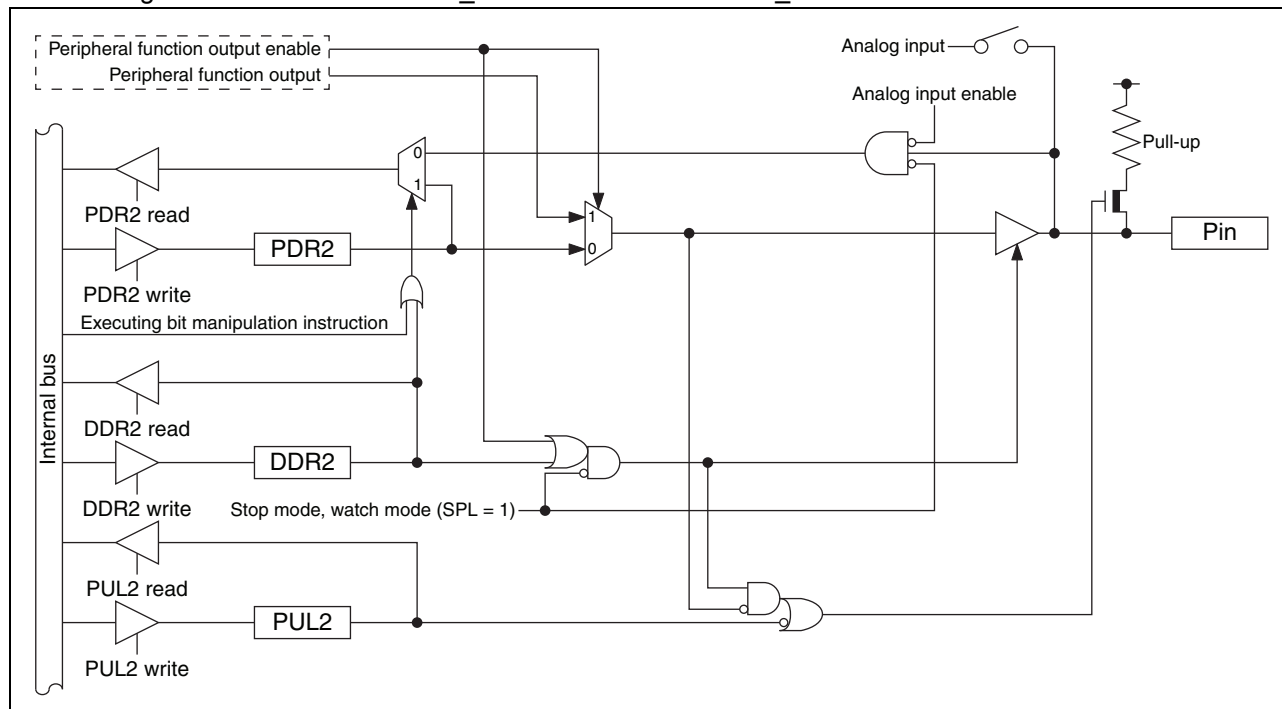 Peripheral function output enable
Peripheral function output
Analog input
Analog input enable
Pull-up
0
1
PDR2 read
1
0
PDR2
Pin
PDR2 write
Executing bit manipulation instruction
Internal bus
DDR2 read
DDR2
DDR2 write
Stop mode, watch mode (SPL = 1)
PUL2 read
PUL2
PUL2 write